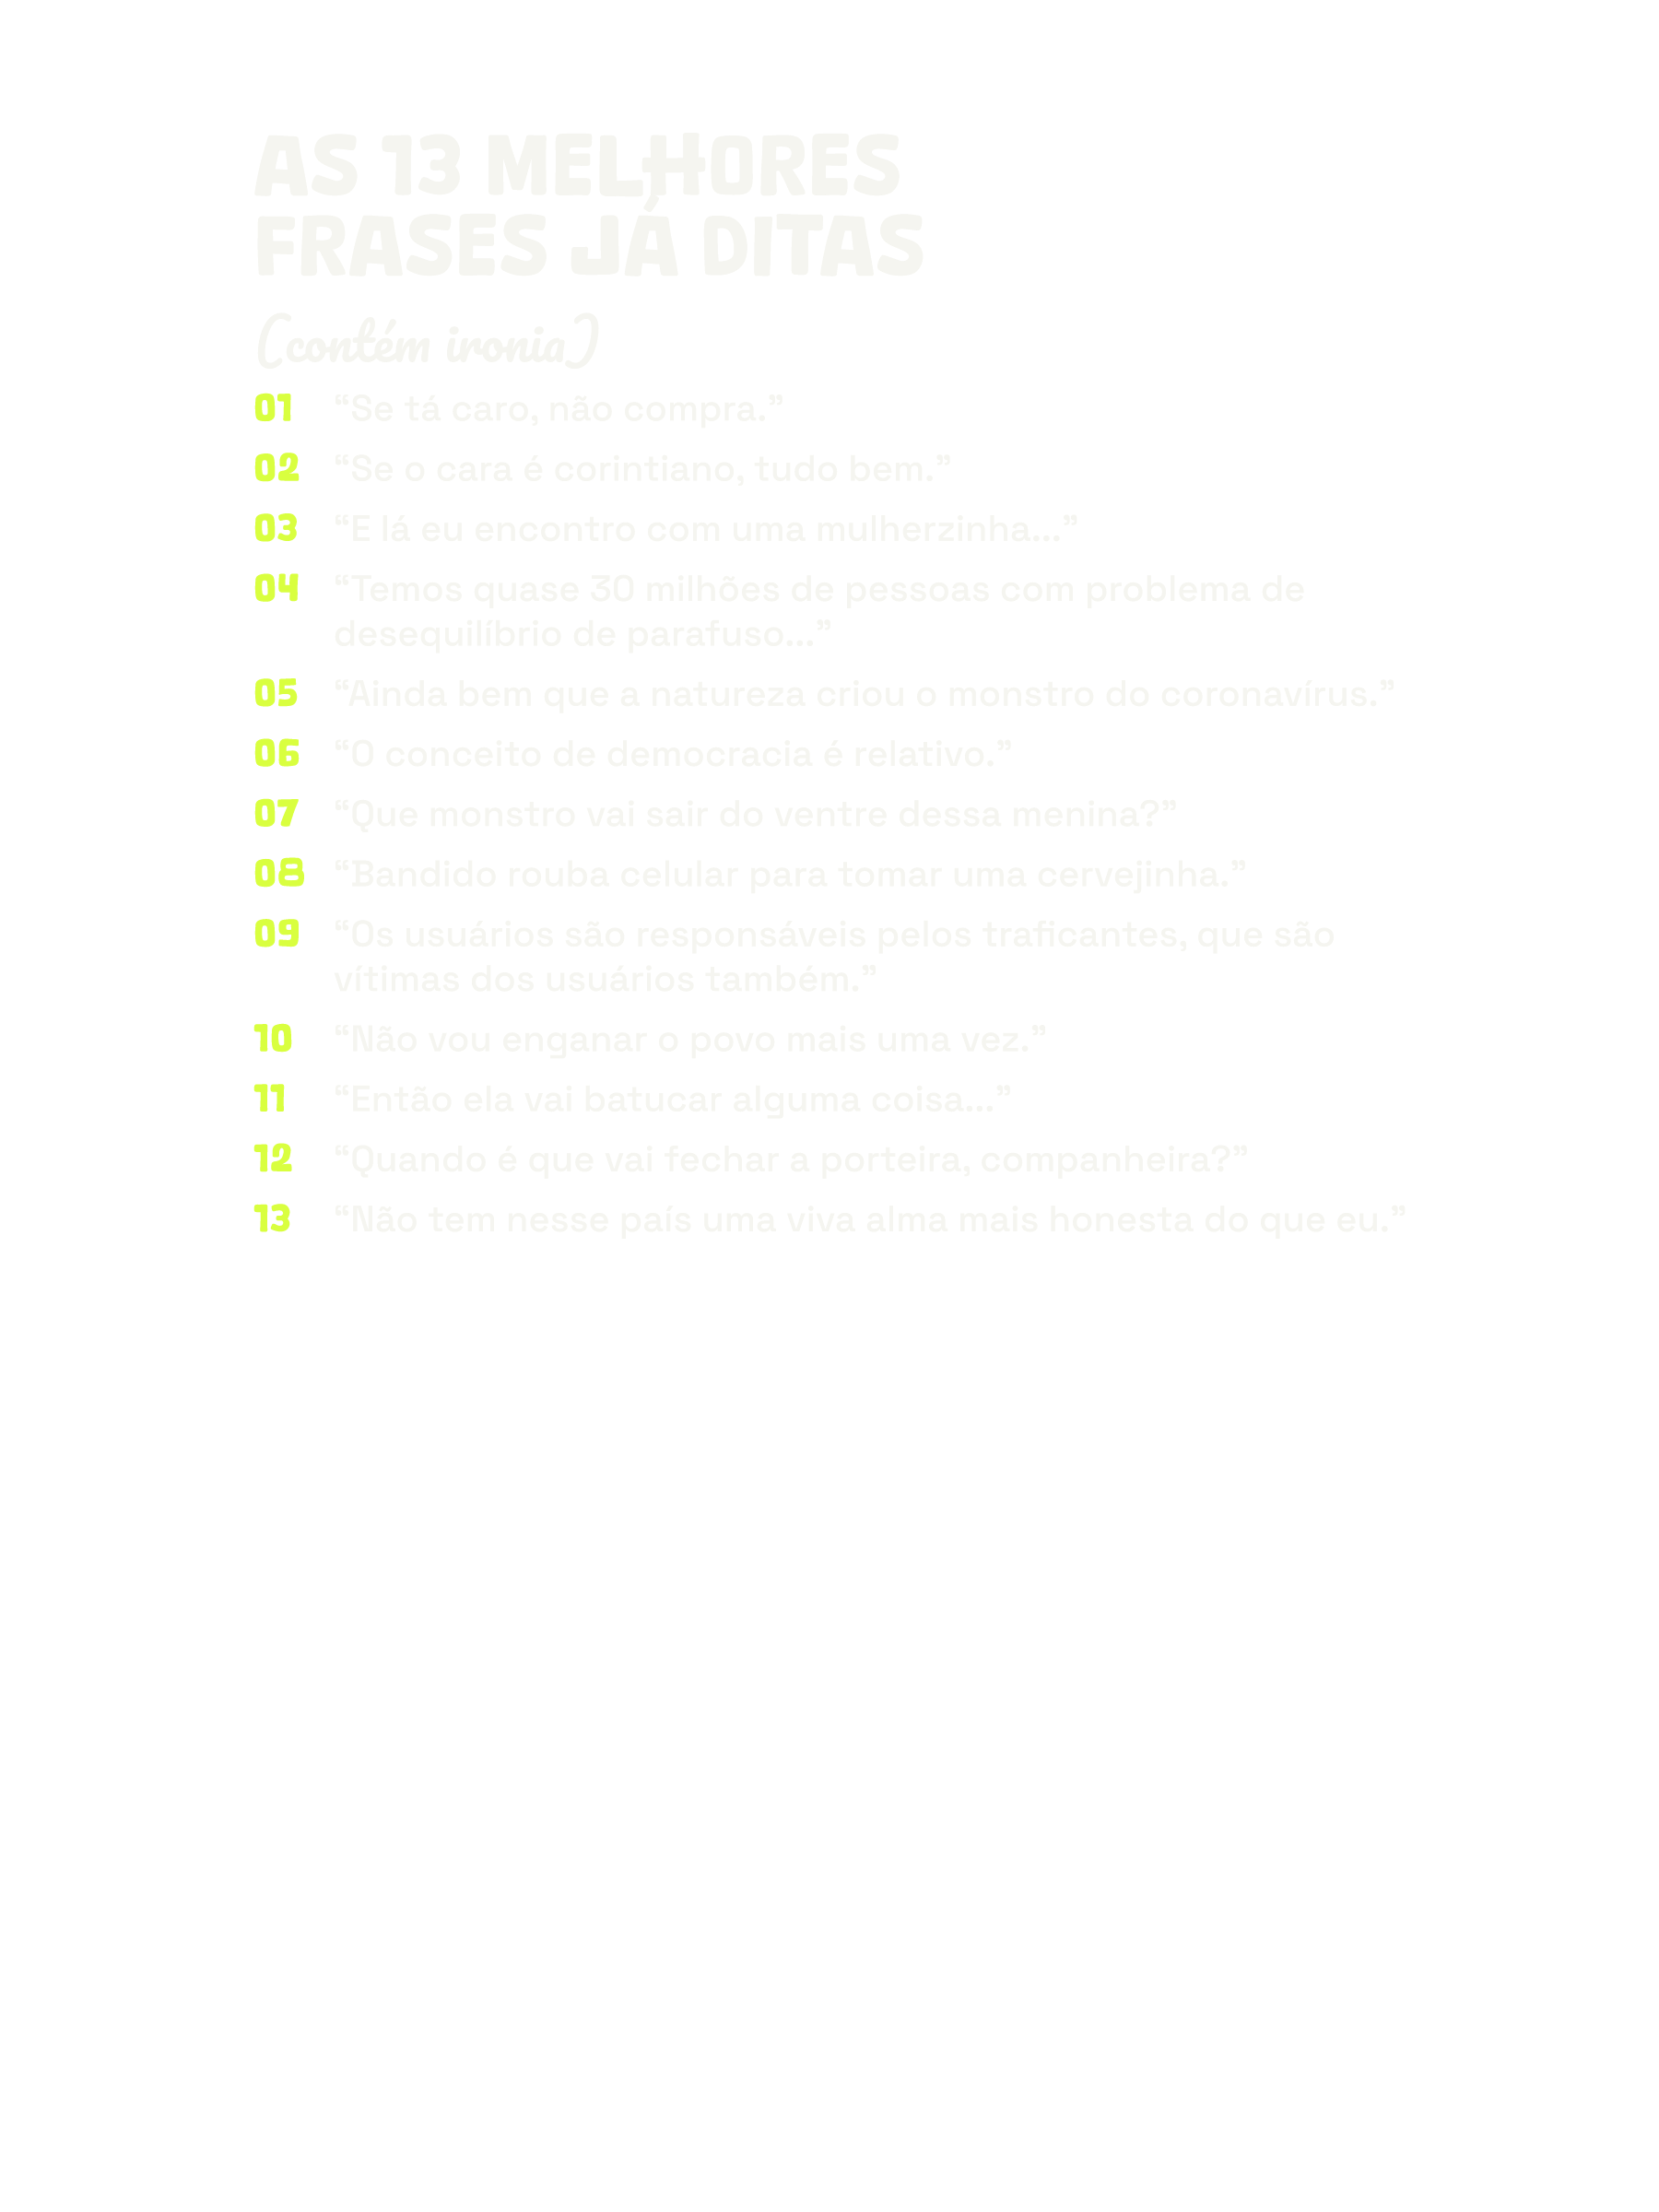 AS 13 MELHORES
FRASES JÁ DITAS
(contém ironia)
01 “Se tá caro, não compra.”
02 “Se o cara é corintiano, tudo bem.”
03 “E lá eu encontro com uma mulherzinha...”
04 “Temos quase 30 milhões de pessoas com problema de
desequilíbrio de parafuso...”
05 “Ainda bem que a natureza criou o monstro do coronavírus.”
06 “O conceito de democracia é relativo.”
07 “Que monstro vai sair do ventre dessa menina?”
08 “Bandido rouba celular para tomar uma cervejinha.”
09 “Os usuários são responsáveis pelos traficantes, que são
vítimas dos usuários também.”
10 “Não vou enganar o povo mais uma vez.”
11 “Então ela vai batucar alguma coisa...”
12 “Quando é que vai fechar a porteira, companheira?”
13 “Não tem nesse país uma viva alma mais honesta do que eu.”